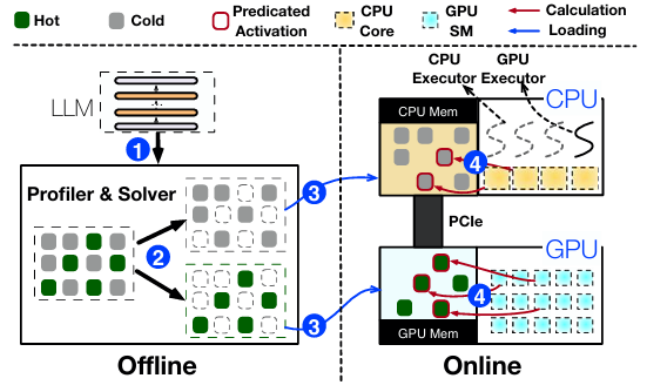 Hot
Cold
Predicated
Activation
CPU
Core
GPU
SM
Calculation
Loading
LLM
1
Profiler & Solver
2
3
3
Offline
CPU
Executor
GPU
Executor
CPU
CPU Mem
4
PCIe
GPU
4
GPU Mem
Online